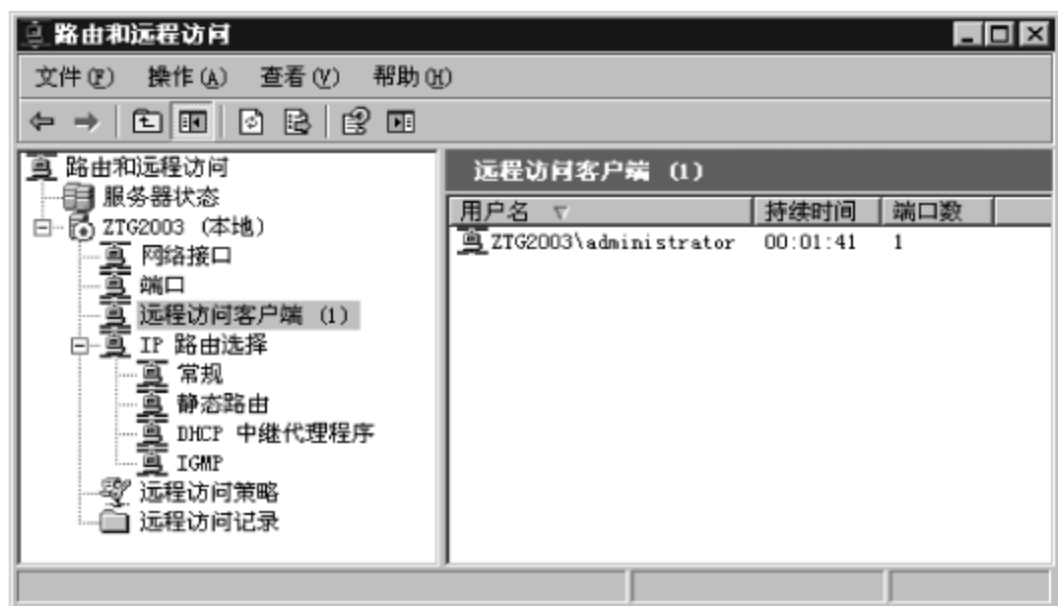 路由和远程访问
文件(F) 操作(A) 查看(V) 帮助(H)
路由和远程访问
服务器状态
ZTG2003 (本地)
网络接口
端口
远程访问客户端 (1)
IP 路由选择
常规
静态路由
DHCP 中继代理程序
IGMP
远程访问策略
远程访问记录
远程访问客户端 (1)
用户名 持续时间 端口数
ZTG2003\administrator 00:01:41 1